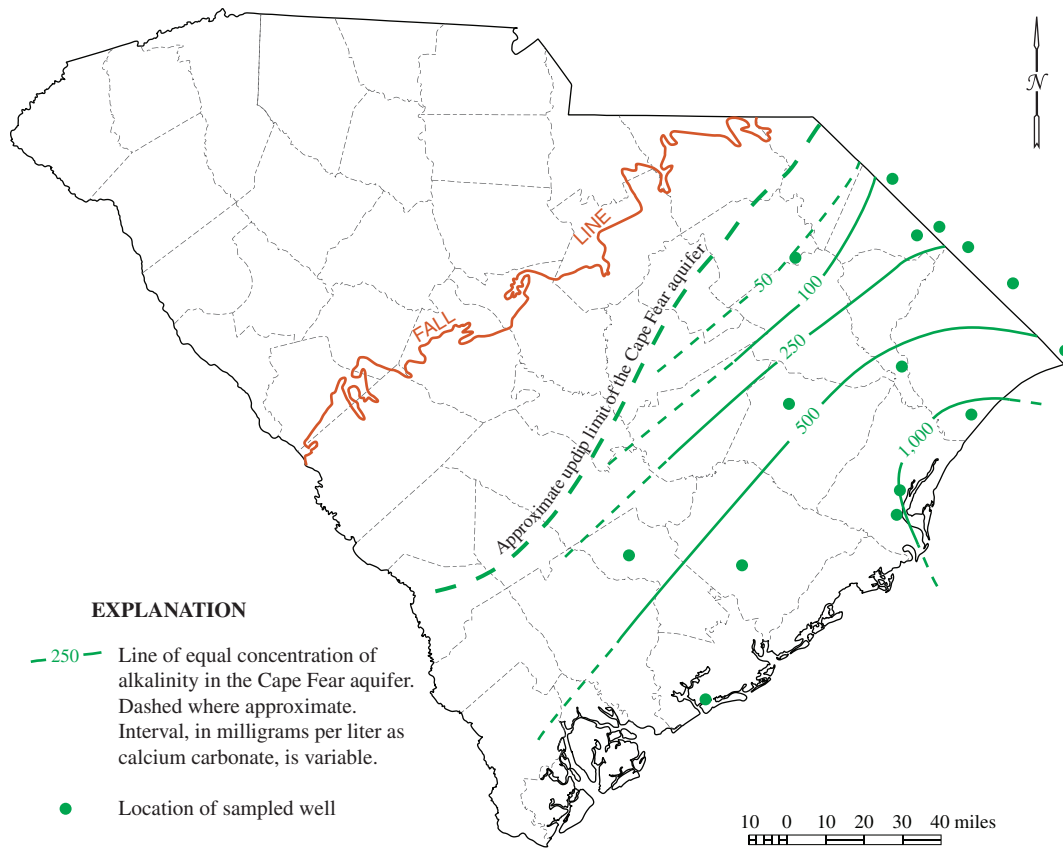 N
LINE
FALL
Approximate updip limit of the Cape Fear aquifer
50
100
250
500
1,000
EXPLANATION
250
Line of equal concentration of
alkalinity in the Cape Fear aquifer.
Dashed where approximate.
Interval, in milligrams per liter as
calcium carbonate, is variable.
Location of sampled well
10 0 10 20 30 40 miles